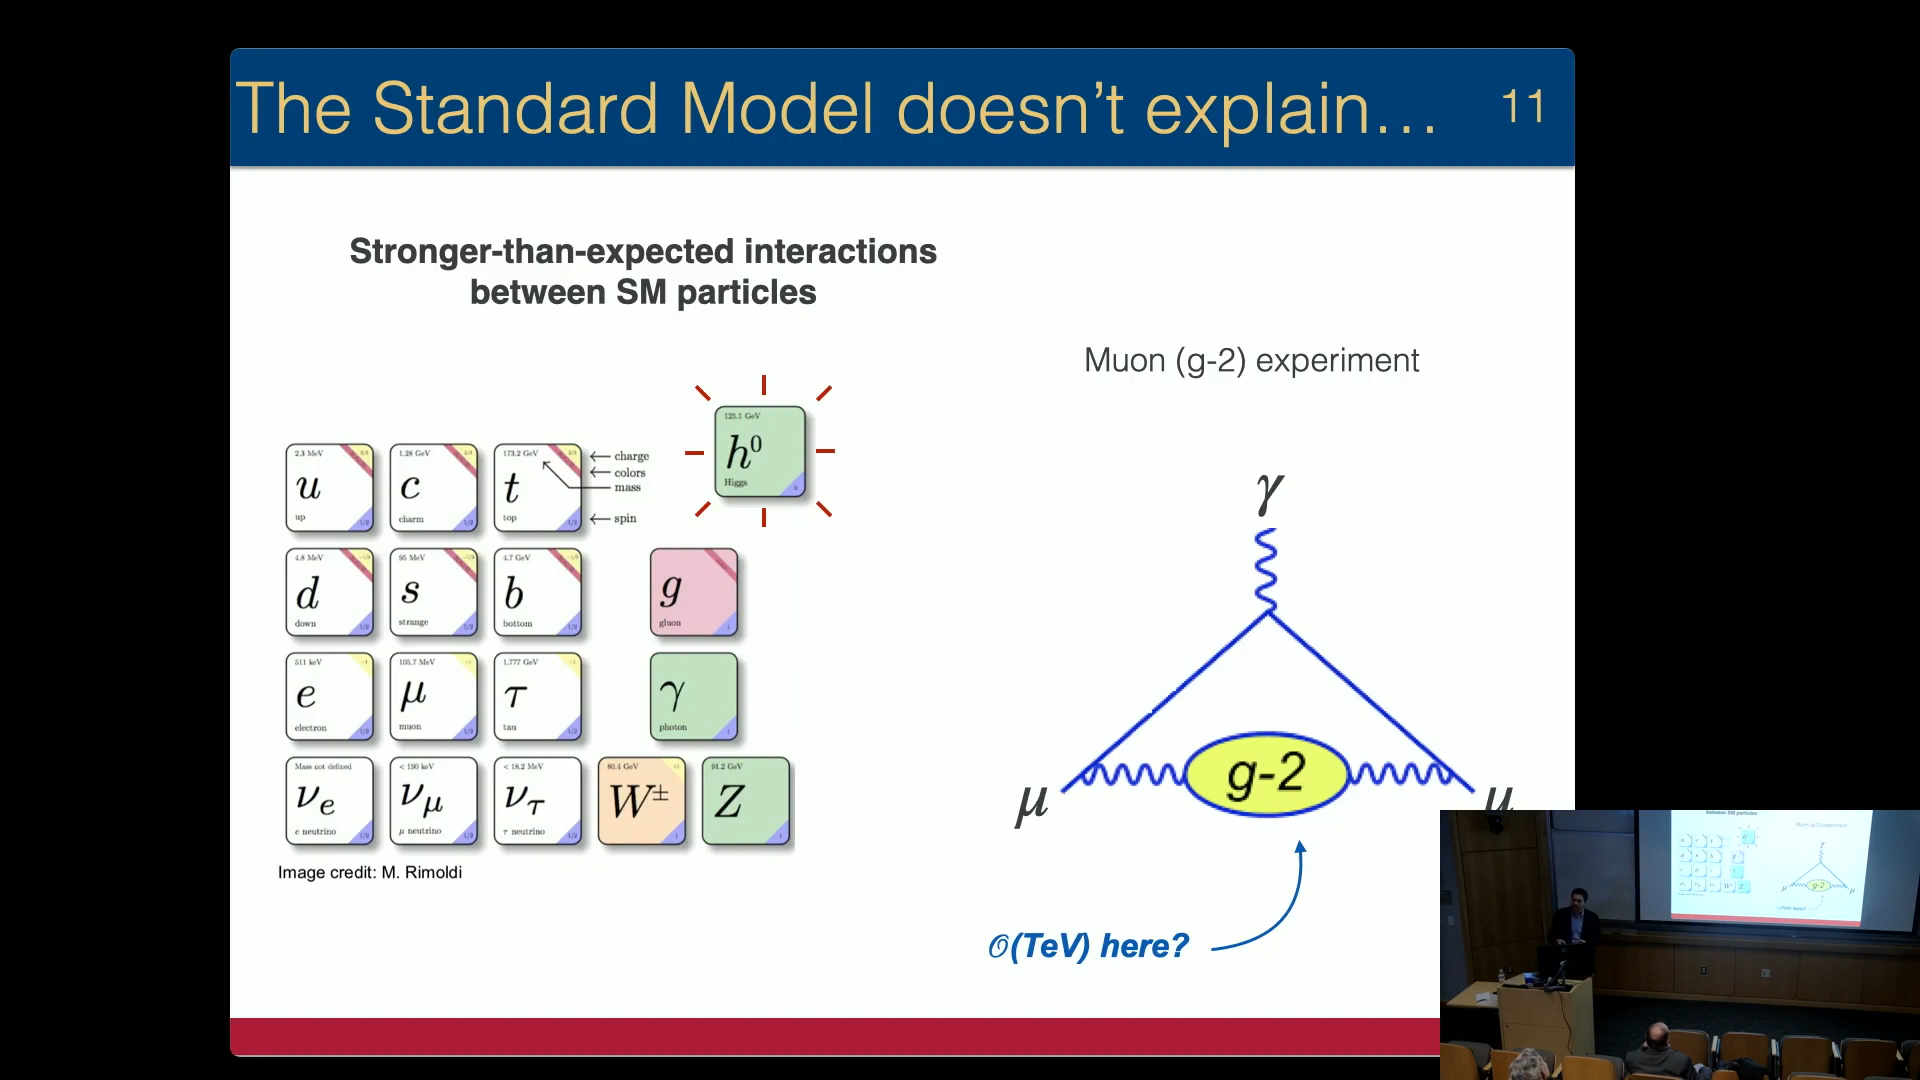 The Standard Model doesn't explain... 11
Stronger-than-expected interactions
between SM particles
Muon (g-2) experiment
125.1 GeV
h⁰
Higgs
2.3 MeV
u
up
1.28 GeV
c
charm
173.2 GeV
t
top
charge
colors
mass
spin
4.8 MeV
d
down
95 MeV
s
strange
4.7 GeV
b
bottom
g
gluon
511 keV
e
electron
105.7 MeV
μ
muon
1.777 GeV
τ
tau
γ
photon
Mass not defined
νe
e neutrino
< 190 keV
νμ
μ neutrino
< 18.2 MeV
ντ
τ neutrino
80.4 GeV
W±
91.2 GeV
Z
Image credit: M. Rimoldi
γ
μ
g-2
μ
O(TeV) here?
between SM particles
g-2